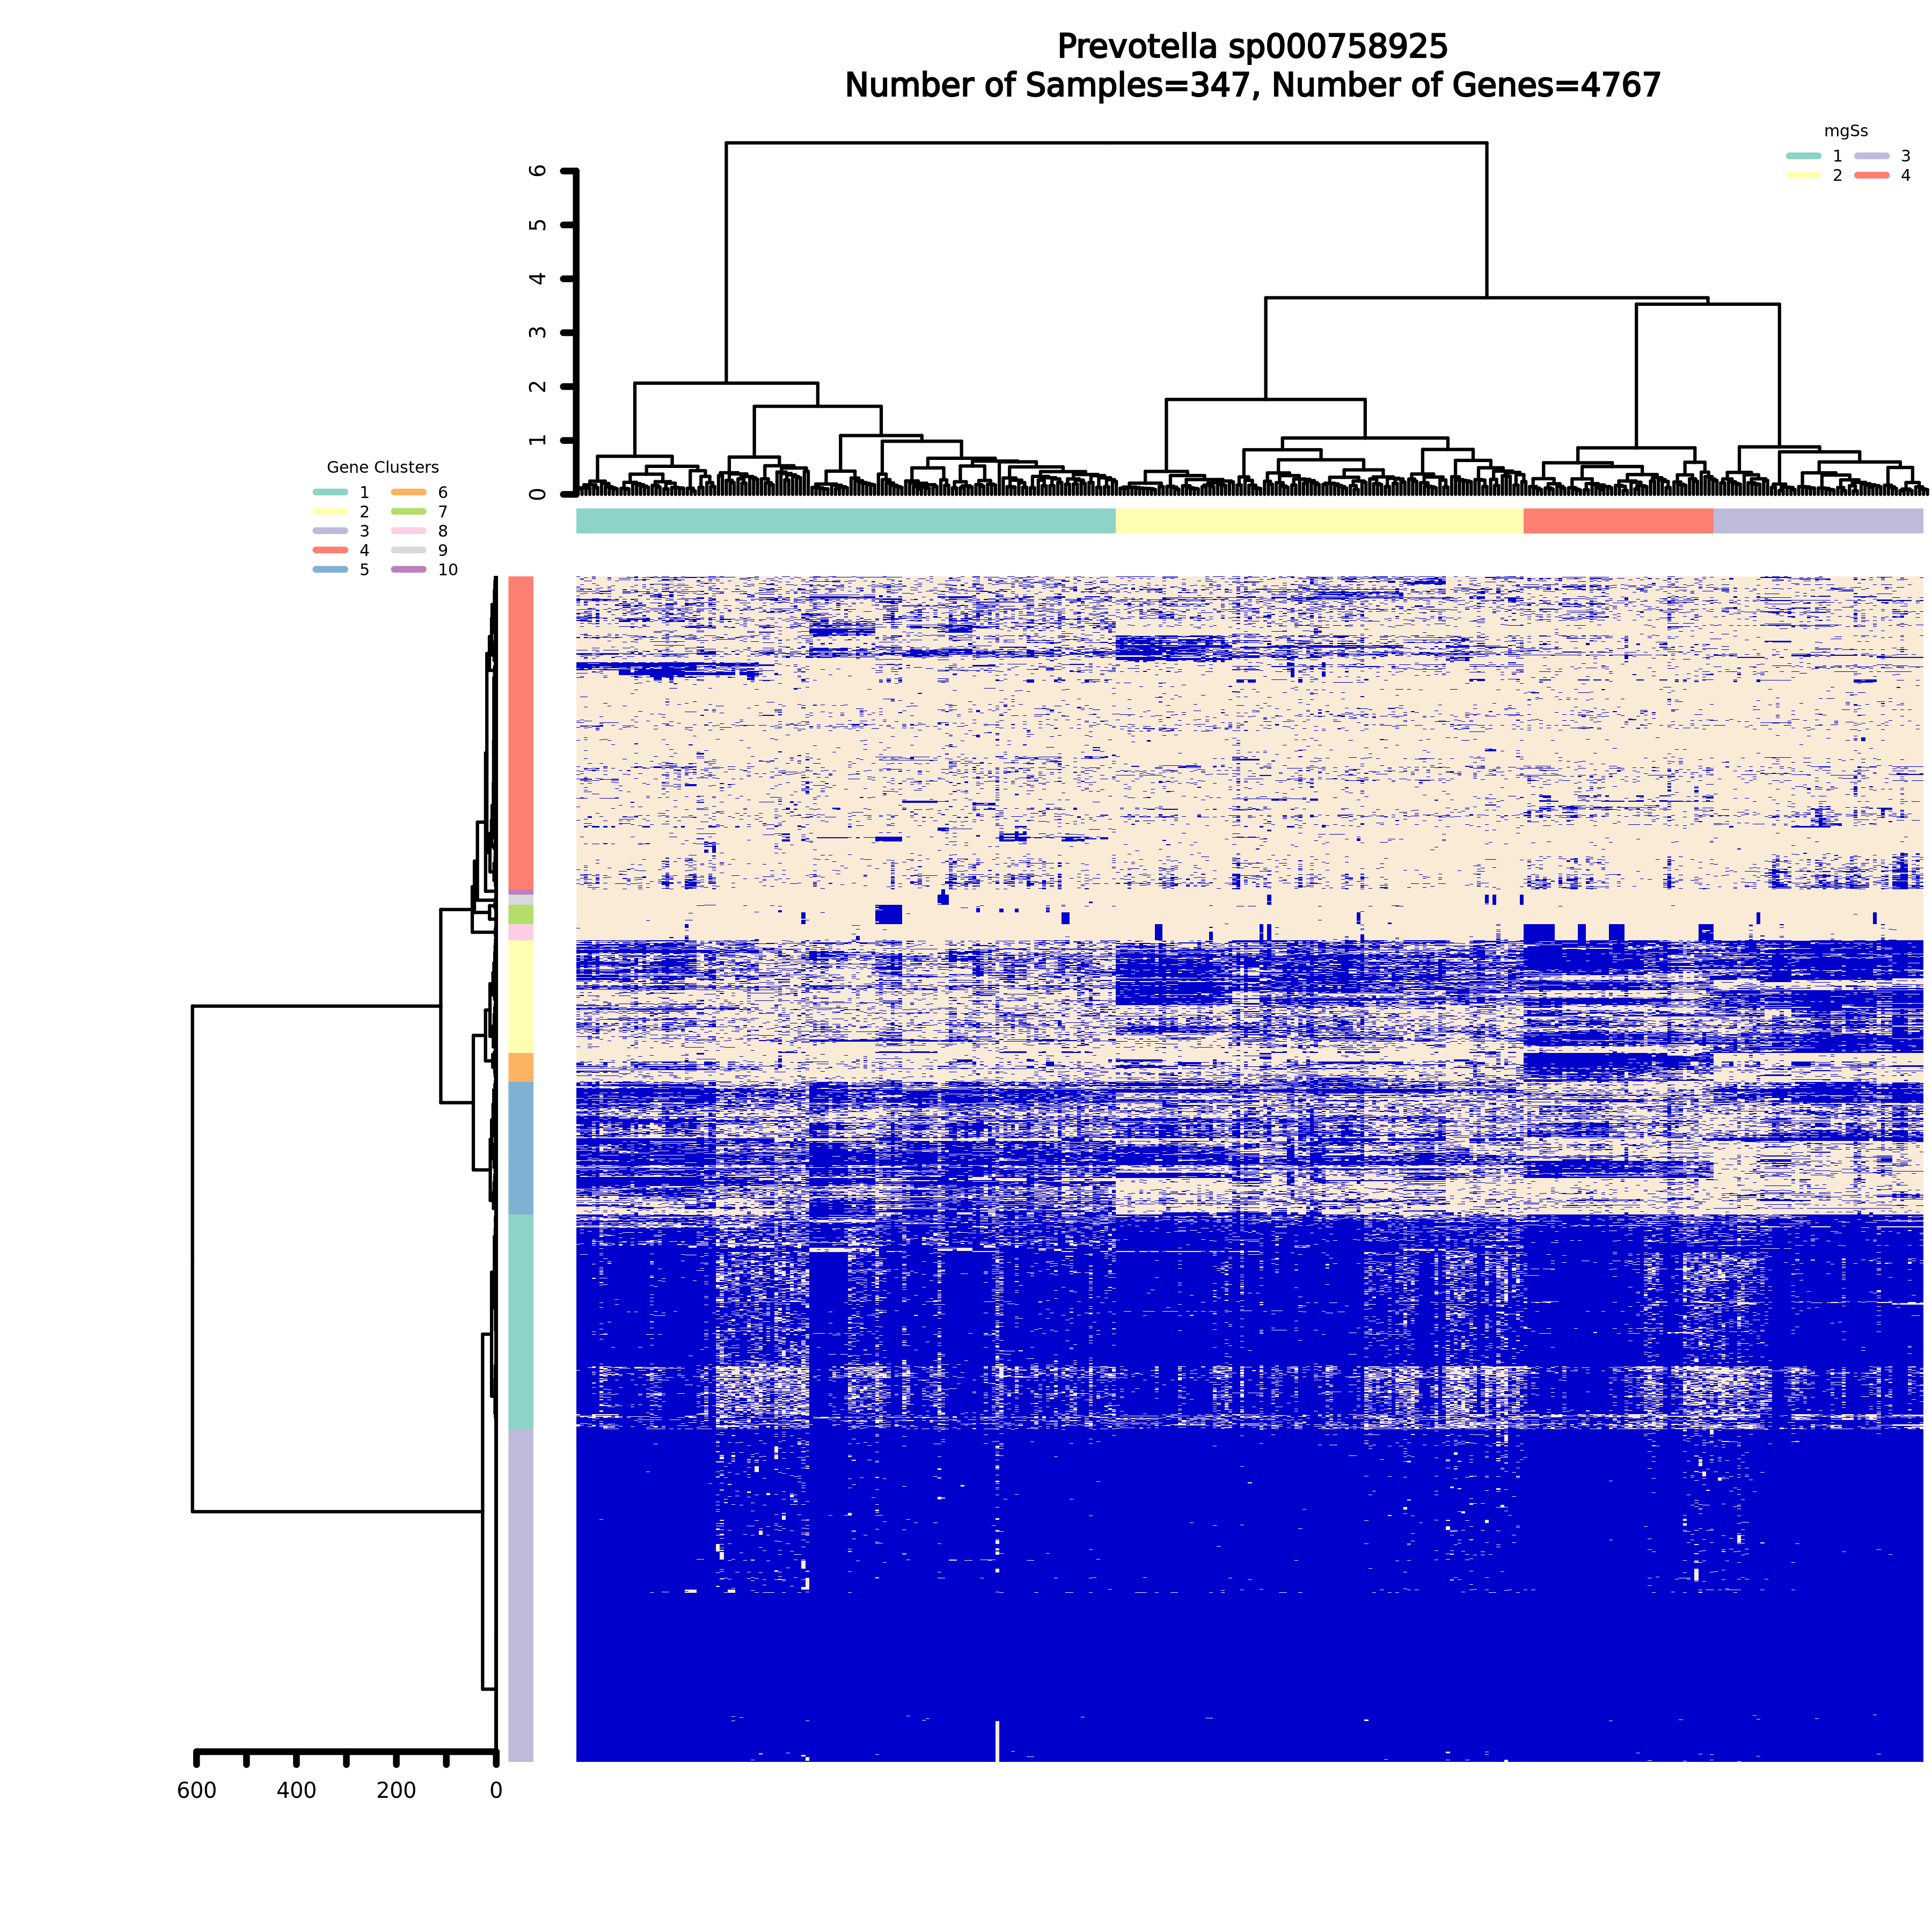 Prevotella sp000758925
Number of Samples=347, Number of Genes=4767
mgSs
1 3
2 4
6
5
4
3
2
1
0
Gene Clusters
1 6
2 7
3 8
4 9
5 10
600 400 200 0